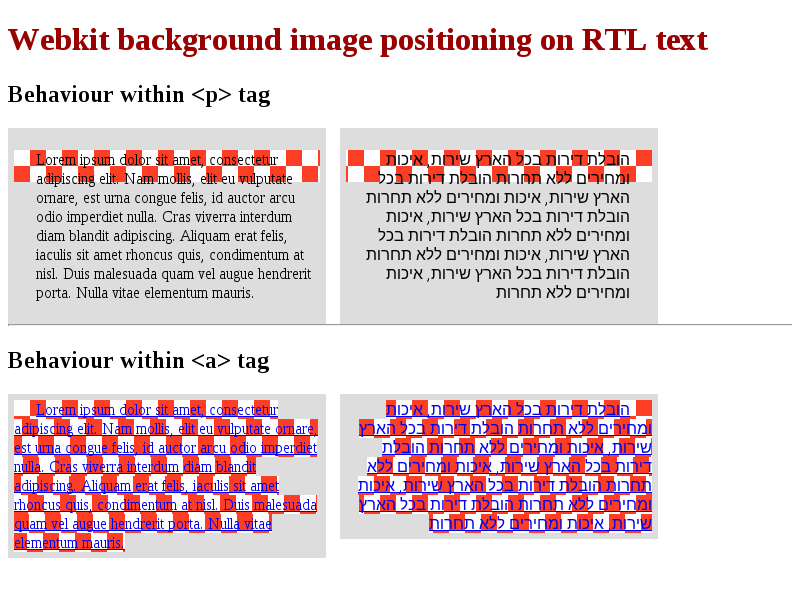 Webkit background image positioning on RTL text
Behaviour within <p> tag
Lorem ipsum dolor sit amet, consectetur
adipiscing elit. Nam mollis, elit eu vulputate
ornare, est urna congue felis, id auctor arcu
odio imperdiet nulla. Cras viverra interdum
diam blandit adipiscing. Aliquam erat felis,
iaculis sit amet rhoncus quis, condimentum at
nisl. Duis malesuada quam vel augue hendrerit
porta. Nulla vitae elementum mauris.
הובלת דירות בכל הארץ שירות, איכות
ומחירים ללא תחרות הובלת דירות בכל
הארץ שירות, איכות ומחירים ללא תחרות
הובלת דירות בכל הארץ שירות, איכות
ומחירים ללא תחרות הובלת דירות בכל
הארץ שירות, איכות ומחירים ללא תחרות
הובלת דירות בכל הארץ שירות, איכות
ומחירים ללא תחרות
Behaviour within <a> tag
Lorem ipsum dolor sit amet, consectetur
adipiscing elit. Nam mollis, elit eu vulputate ornare,
est urna congue felis, id auctor arcu odio imperdiet
nulla. Cras viverra interdum diam blandit
adipiscing. Aliquam erat felis, iaculis sit amet
rhoncus quis, condimentum at nisl. Duis malesuada
quam vel augue hendrerit porta. Nulla vitae
elementum mauris.
הובלת דירות בכל הארץ שירות, איכות
ומחירים ללא תחרות הובלת דירות בכל הארץ
שירות, איכות ומחירים ללא תחרות הובלת
דירות בכל הארץ שירות, איכות ומחירים ללא
תחרות הובלת דירות בכל הארץ שירות, איכות
ומחירים ללא תחרות הובלת דירות בכל הארץ
שירות, איכות ומחירים ללא תחרות